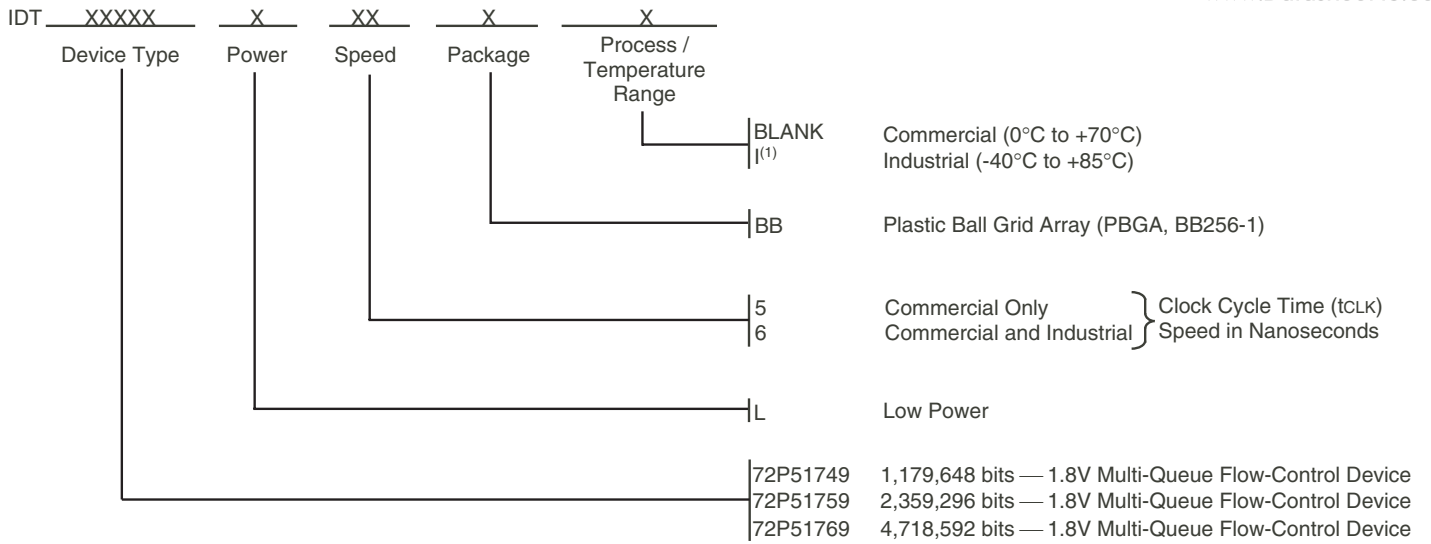 IDT XXXXX X XX X X
Device Type Power Speed Package Process /
Temperature
Range
BLANK Commercial (0°C to +70°C)
I(1) Industrial (-40°C to +85°C)
BB Plastic Ball Grid Array (PBGA, BB256-1)
5 Commercial Only Clock Cycle Time (tCLK)
6 Commercial and Industrial Speed in Nanoseconds
L Low Power
72P51749 1,179,648 bits — 1.8V Multi-Queue Flow-Control Device
72P51759 2,359,296 bits — 1.8V Multi-Queue Flow-Control Device
72P51769 4,718,592 bits — 1.8V Multi-Queue Flow-Control Device